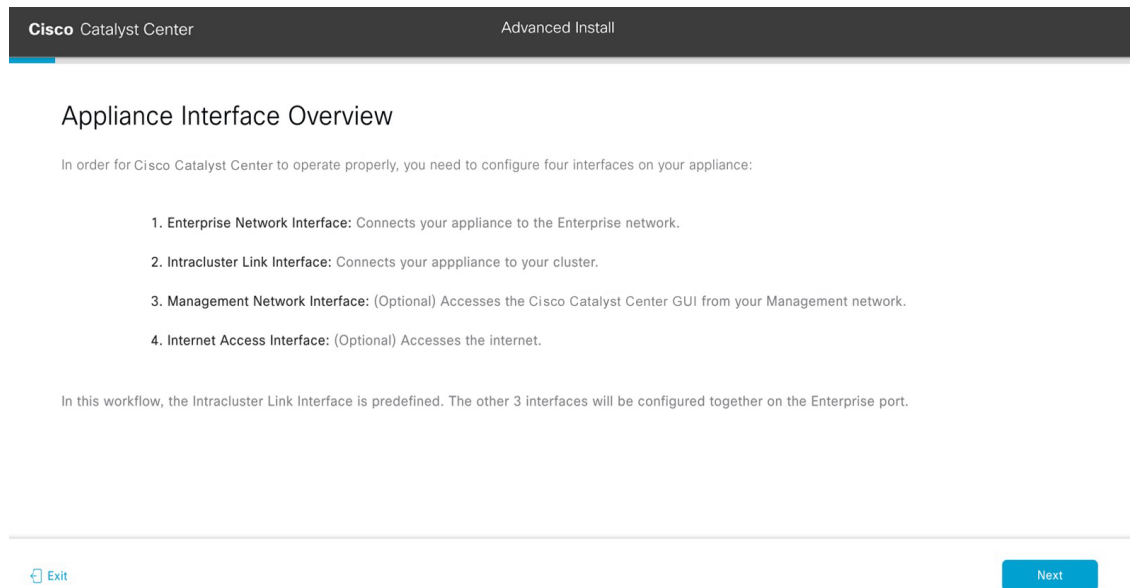 Cisco Catalyst Center
Advanced Install
Appliance Interface Overview
In order for Cisco Catalyst Center to operate properly, you need to configure four interfaces on your appliance:
1. Enterprise Network Interface: Connects your appliance to the Enterprise network.
2. Intracluster Link Interface: Connects your apppliance to your cluster.
3. Management Network Interface: (Optional) Accesses the Cisco Catalyst Center GUI from your Management network.
4. Internet Access Interface: (Optional) Accesses the internet.
In this workflow, the Intracluster Link Interface is predefined. The other 3 interfaces will be configured together on the Enterprise port.
Exit
Next